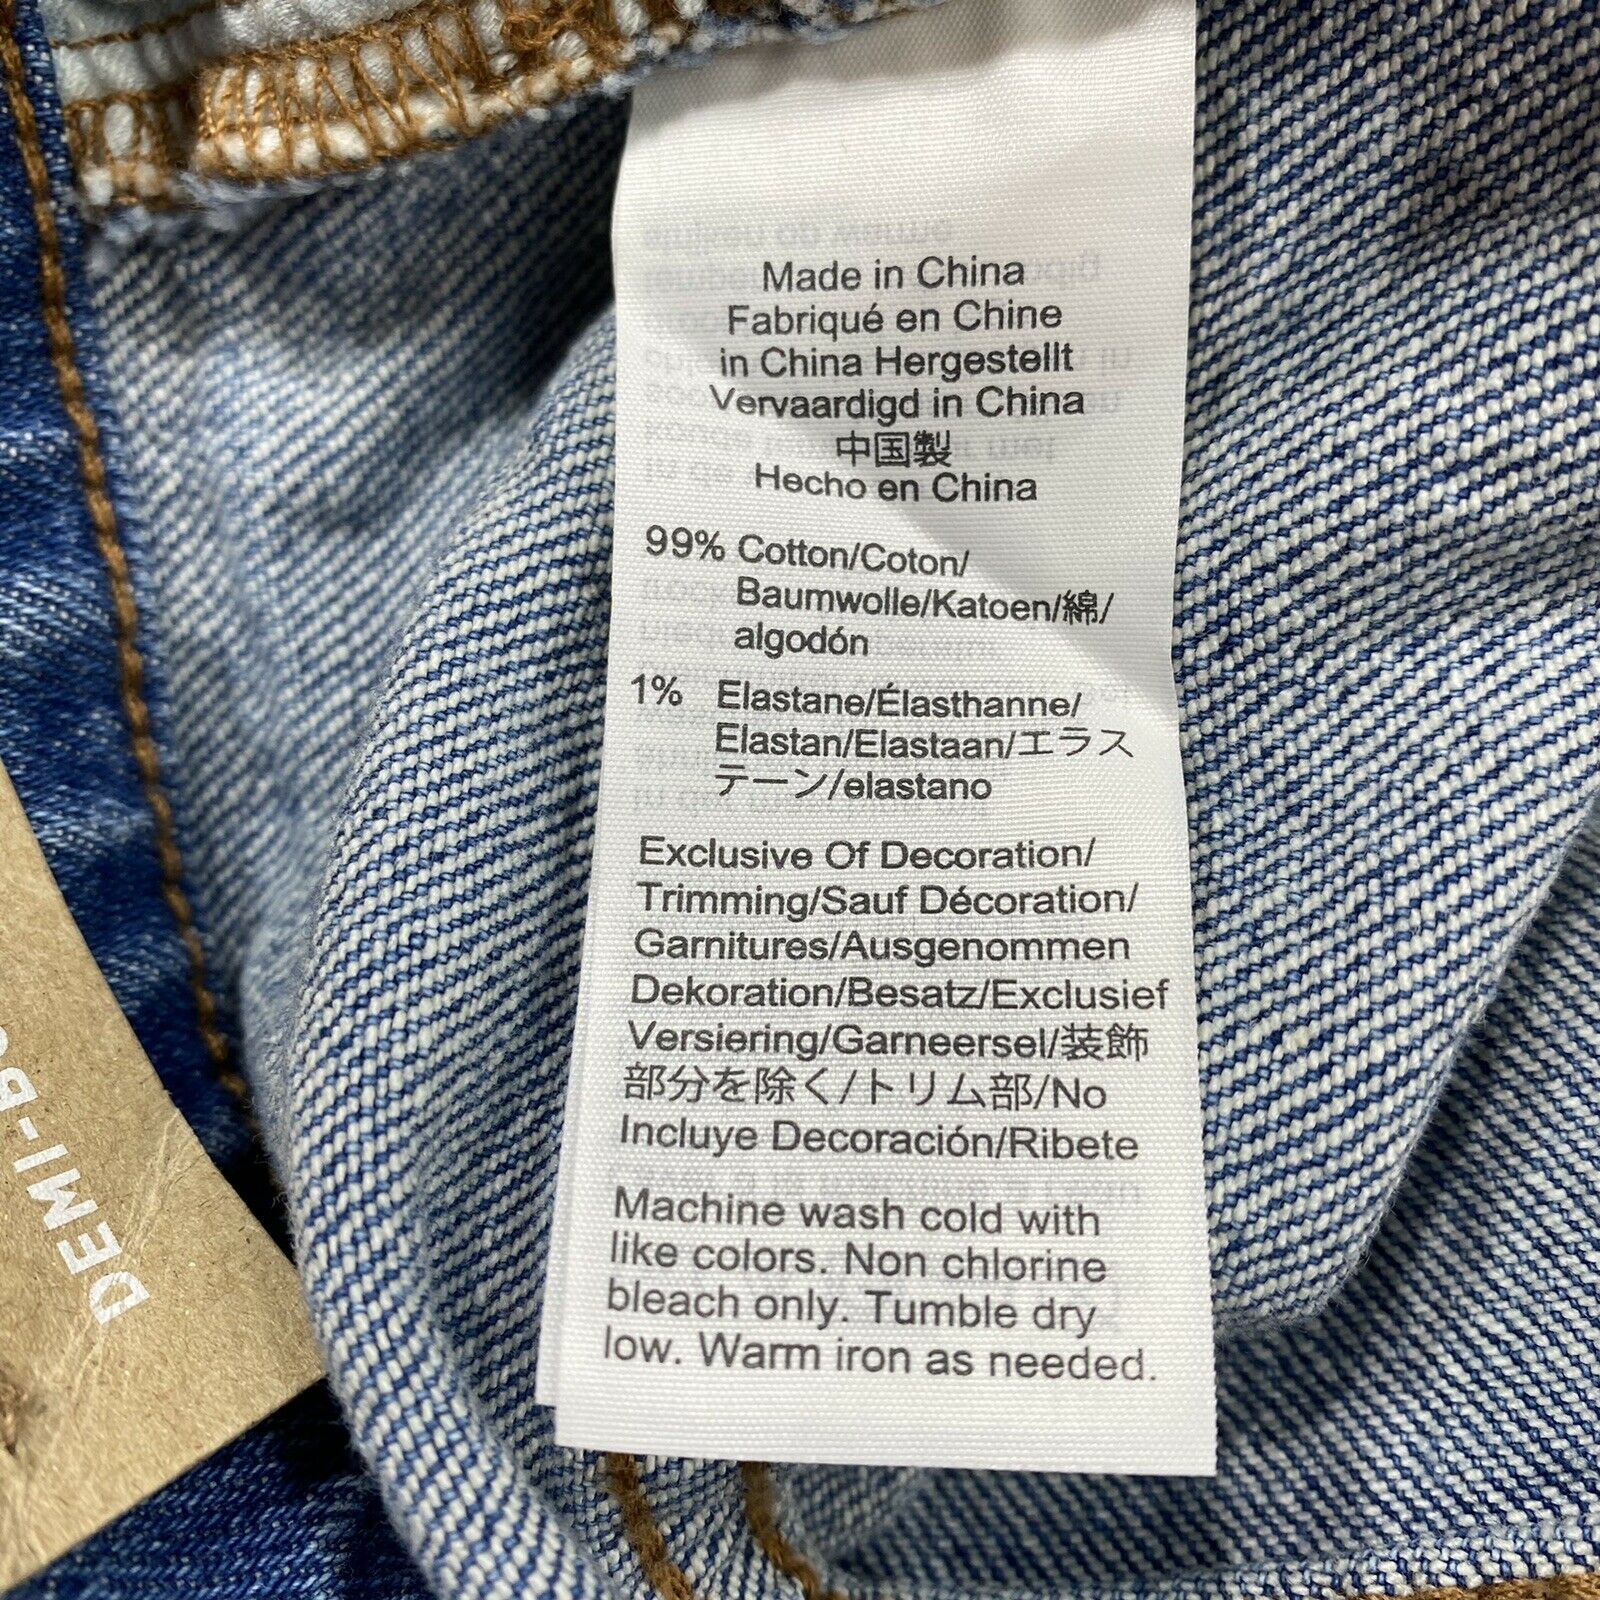 Made in China
Fabriqué en Chine
in China Hergestellt
Vervaardigd in China
中国製
Hecho en China
99% Cotton/Coton/
Baumwolle/Katoen/綿/
algodón
1% Elastane/Élasthanne/
Elastan/Elastaan/エラス
テーン/elastano
Exclusive Of Decoration/
Trimming/Sauf Décoration/
Garnitures/Ausgenommen
Dekoration/Besatz/Exclusief
Versiering/Garneersel/装飾
部分を除く/トリム部/No
Incluye Decoración/Ribete
Machine wash cold with
like colors. Non chlorine
bleach only. Tumble dry
low. Warm iron as needed.
DEMI-B